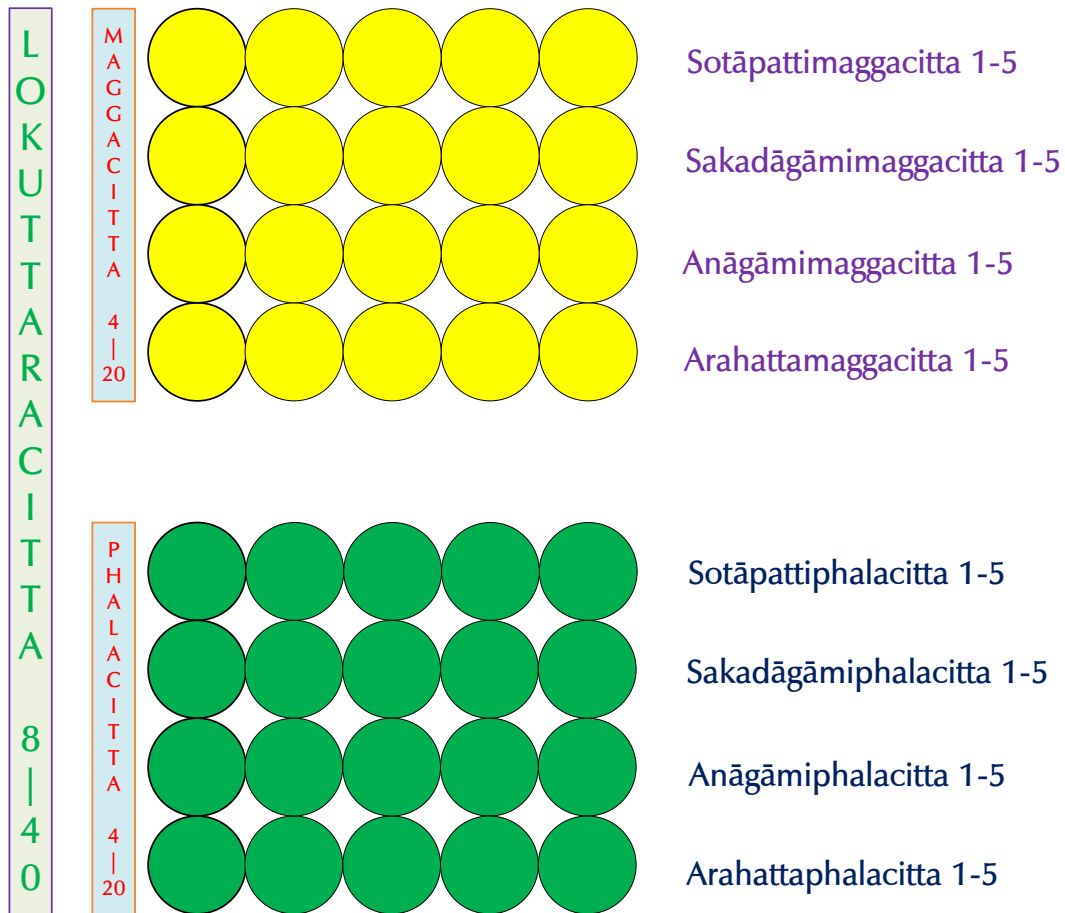 LOKUTTARACITTA 8|40
MAGGACITTA 4|20
Sotāpattimaggacitta 1-5
Sakadāgāmimaggacitta 1-5
Anāgāmimaggacitta 1-5
Arahattamaggacitta 1-5
PHALACITTA 4|20
Sotāpattiphalacitta 1-5
Sakadāgāmiphalacitta 1-5
Anāgāmiphalacitta 1-5
Arahattaphalacitta 1-5